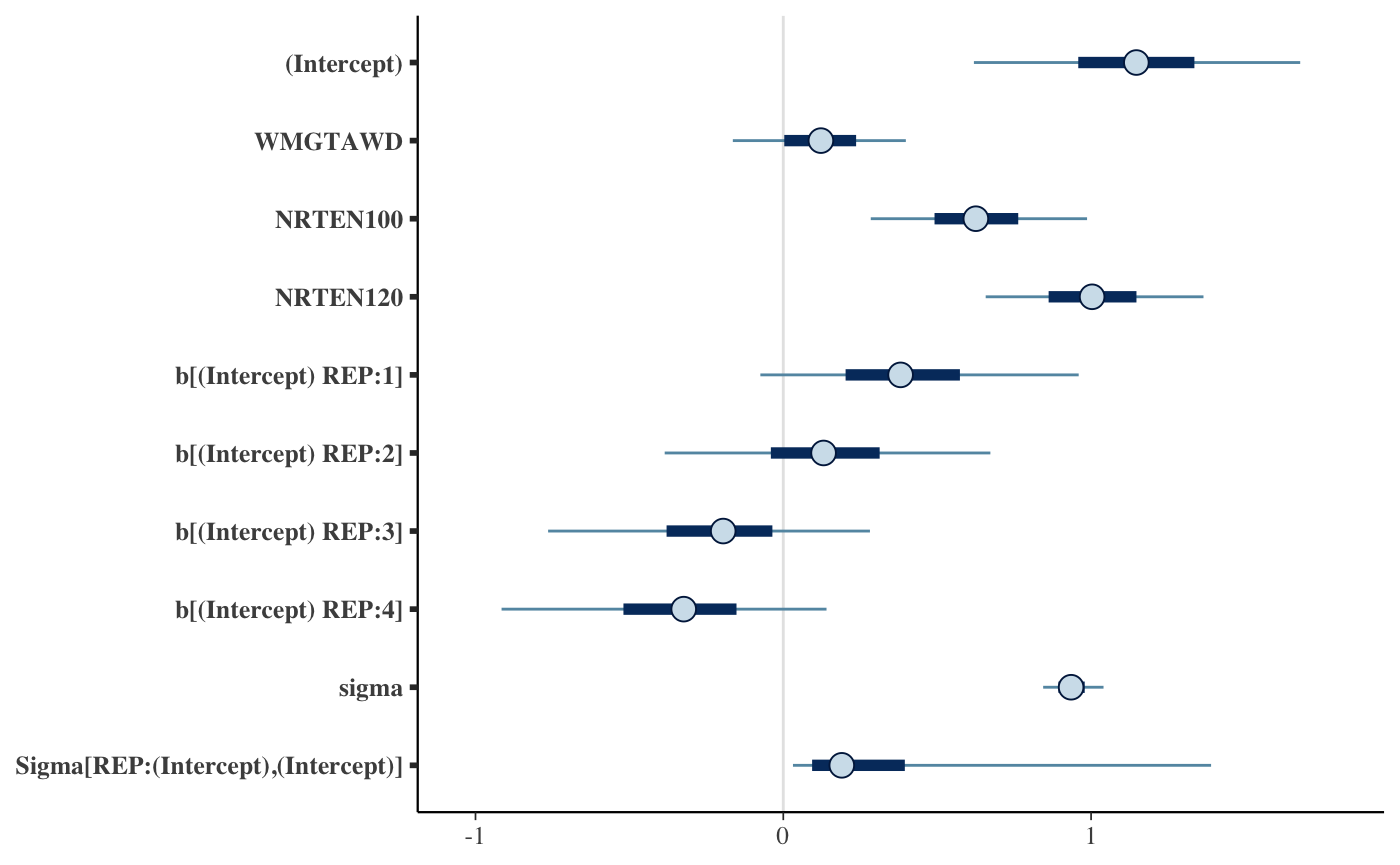 (Intercept)
WMGTAWD
NRTEN100
NRTEN120
b[(Intercept) REP:1]
b[(Intercept) REP:2]
b[(Intercept) REP:3]
b[(Intercept) REP:4]
sigma
Sigma[REP:(Intercept),(Intercept)]
-1 0 1